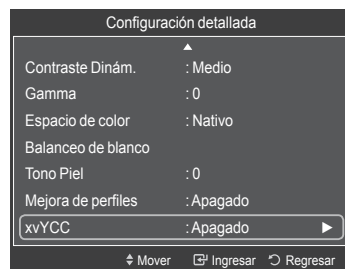 Configuración detallada
Contraste Dinám. : Medio
Gamma : 0
Espacio de color : Nativo
Balanceo de blanco
Tono Piel : 0
Mejora de perfiles : Apagado
xvYCC : Apagado
Mover Ingresar Regresar